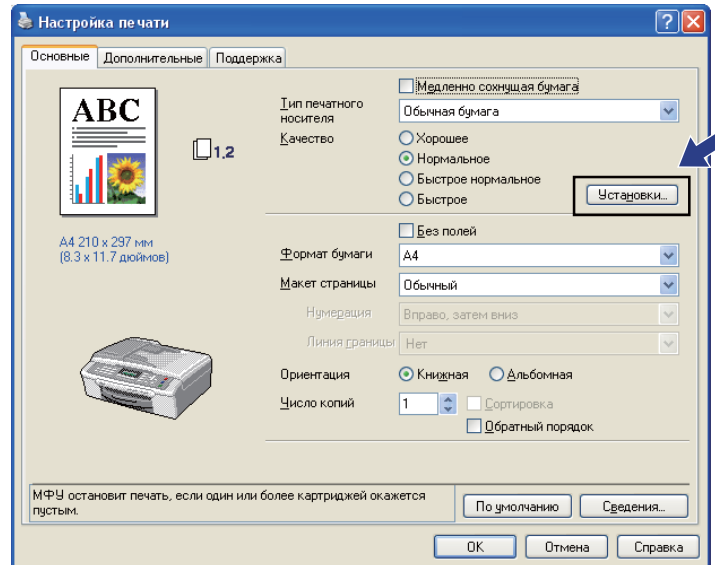 Настройка печати
Основные Дополнительные Поддержка
ABC
1.2
A4 210 x 297 мм
(8.3 x 11.7 дюймов)
Медленно сохнущая бумага
Тип печатного
носителя
Обычная бумага
Качество
Хорошее
Нормальное
Быстрое нормальное
Быстрое
Установки...
Без полей
Формат бумаги A4
Макет страницы Обычный
Нумерация Вправо, затем вниз
Линия границы Нет
Ориентация Книжная Альбомная
Число копий 1 Сортировка
Обратный порядок
МФУ остановит печать, если один или более картриджей окажется
пустым.
По умолчанию Сведения...
OK Отмена Справка